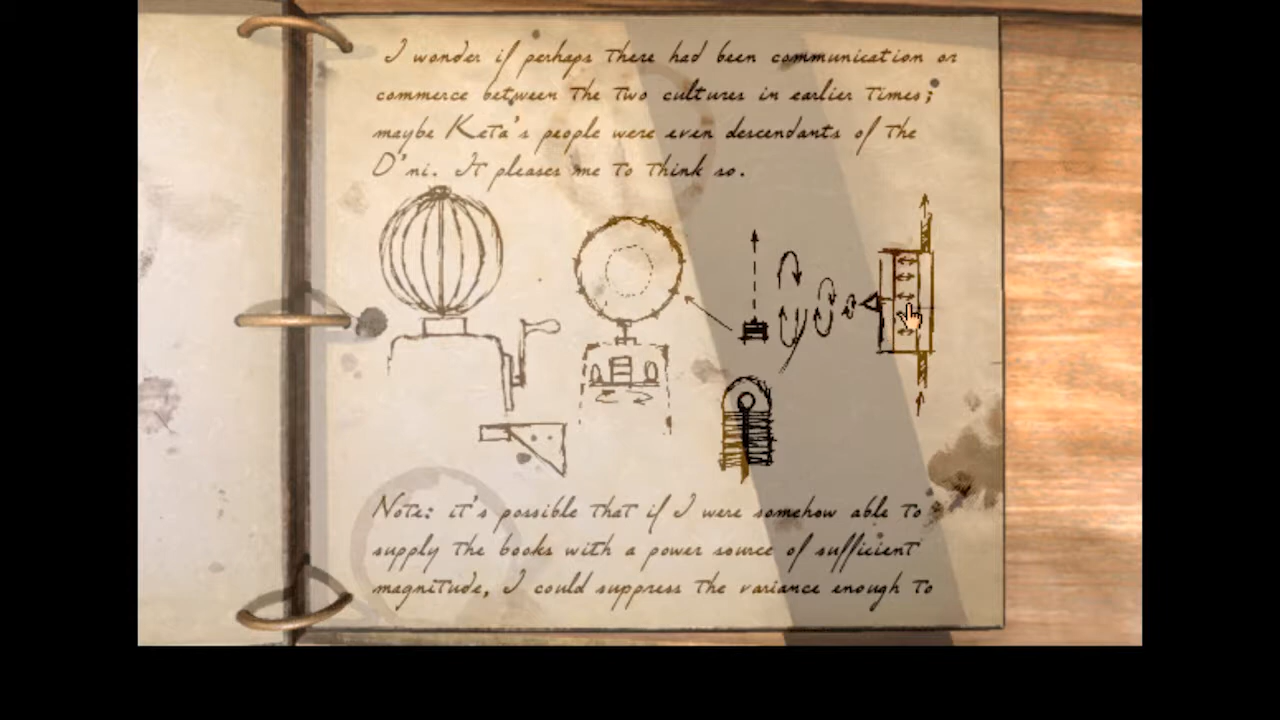 I wonder if perhaps there had been communication or
commerce between the two cultures in earlier times;
maybe Keta's people were even descendants of the
D'ni. It pleases me to think so.
Note: it's possible that if I were somehow able to
supply the books with a power source of sufficient
magnitude, I could suppress the variance enough to